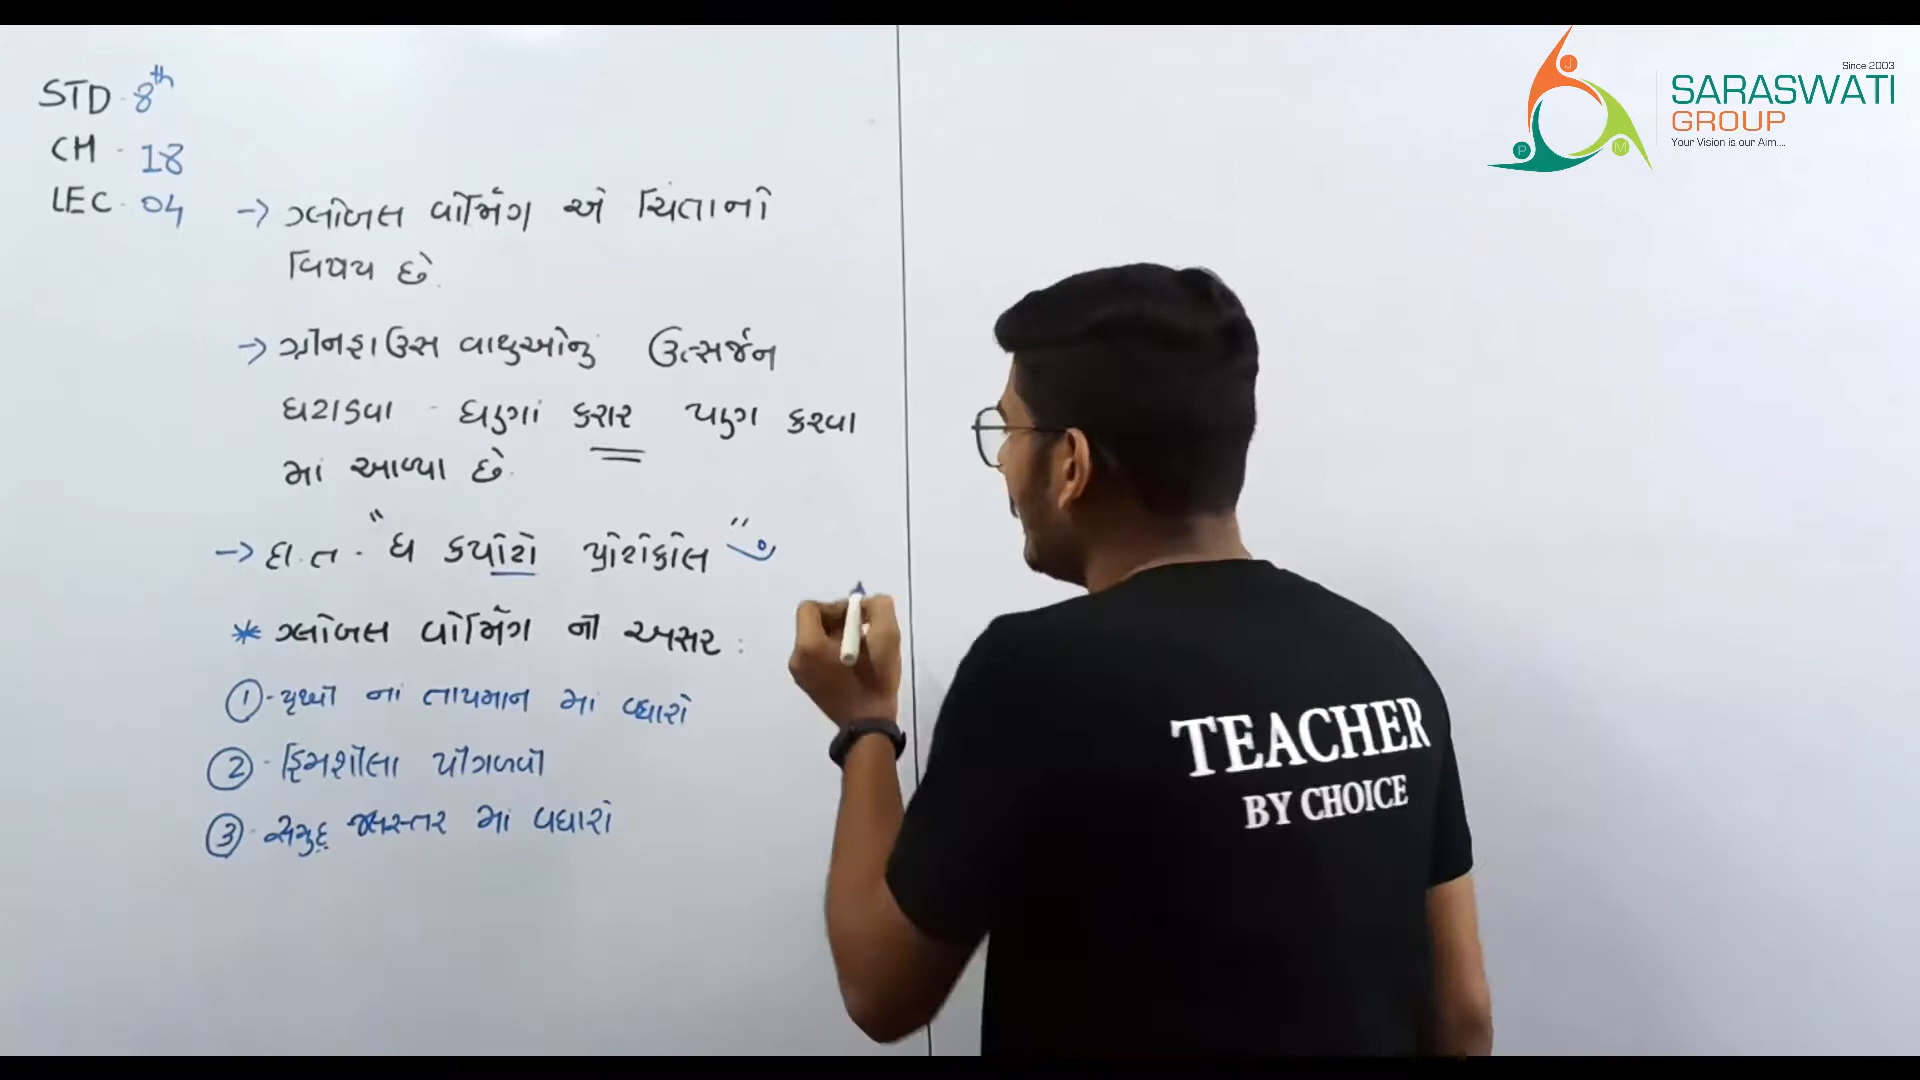 STD - 8th
CH - 18
LEC - 04
→ ગ્લોબલ વોર્મિંગ એ ચિંતાનો
વિષય છે.
→ ગ્રીનહાઉસ વાયુઓનું ઉત્સર્જન
ઘટાડવા - ઘણાં કરાર પણ કરવા
માં આવ્યા છે.
→ દા.ત. - "ધ ક્યોટો પ્રોટોકોલ"
* ગ્લોબલ વોર્મિંગ ની અસર :
① - પૃથ્વી નાં તાપમાન માં વધારો
② - હિમશીલા પીગળવી
③ - સમુદ્ર જલસ્તર માં વધારો
Since 2003
SARASWATI
GROUP
Your Vision is our Aim....
J
P
M
TEACHER
BY CHOICE